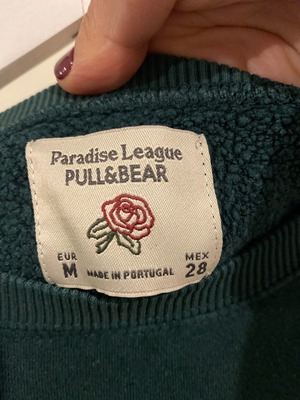 Paradise League
PULL&BEAR
EUR MEX
M MADE IN PORTUGAL 28